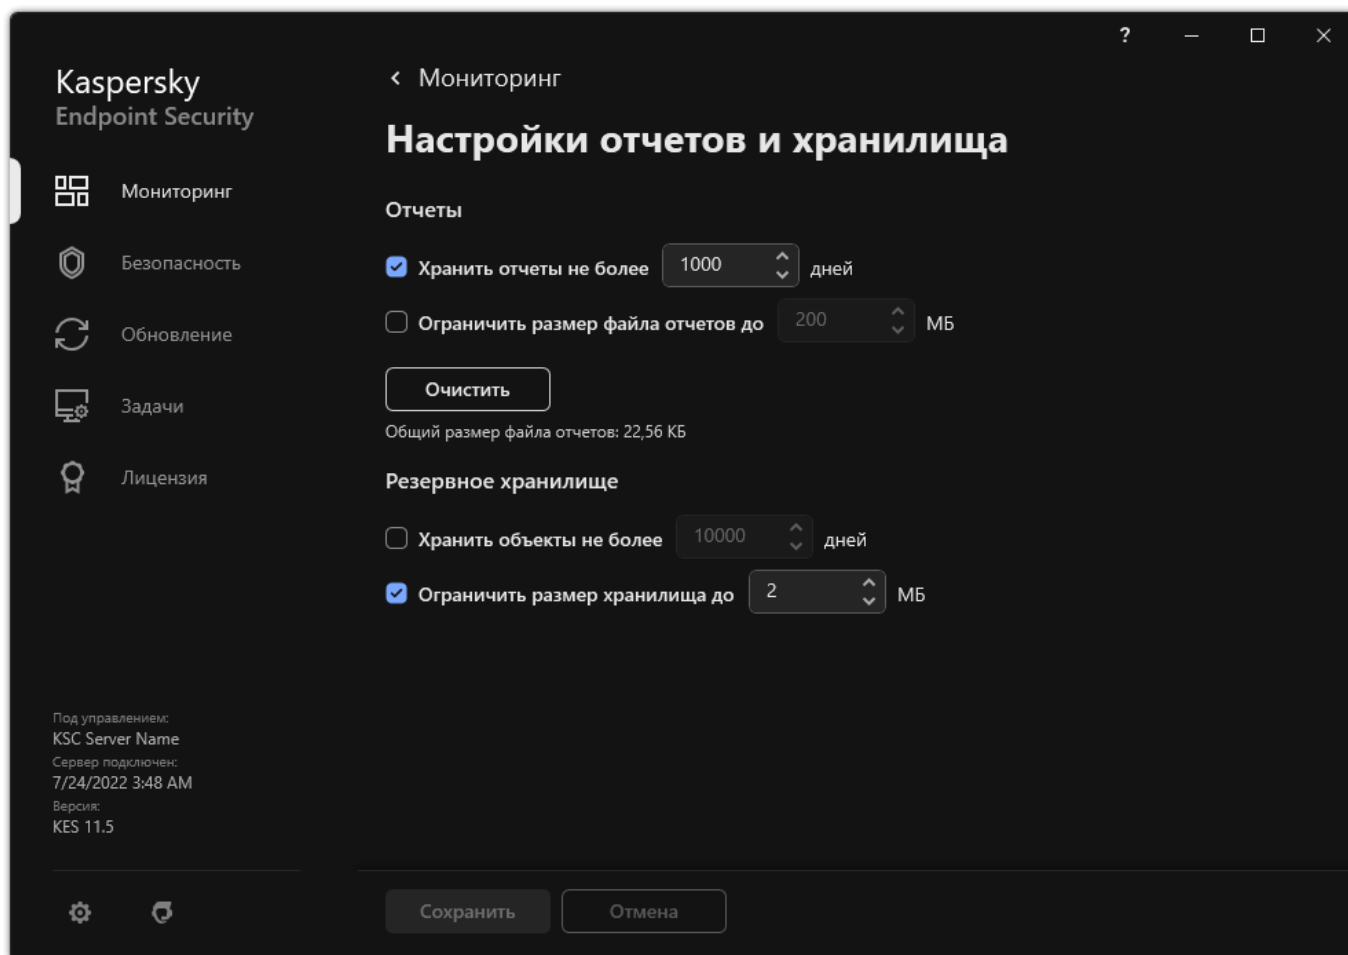 ?
Kaspersky
Endpoint Security
Мониторинг
Безопасность
Обновление
Задачи
Лицензия
Под управлением:
KSC Server Name
Сервер подключен:
7/24/2022 3:48 AM
Версия:
KES 11.5
Мониторинг
Настройки отчетов и хранилища
Отчеты
Хранить отчеты не более 1000 дней
Ограничить размер файла отчетов до 200 МБ
Очистить
Общий размер файла отчетов: 22,56 КБ
Резервное хранилище
Хранить объекты не более 10000 дней
Ограничить размер хранилища до 2 МБ
Сохранить Отмена